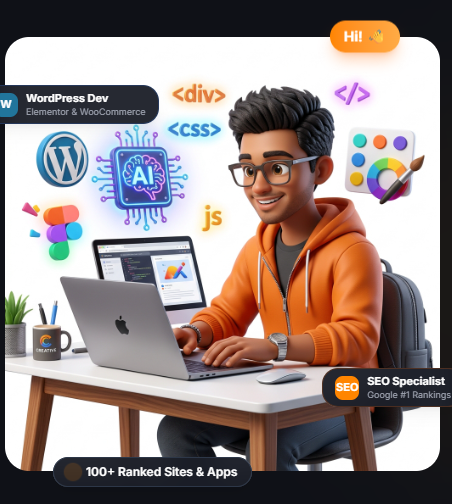 Hi! 👋
W
WordPress Dev
Elementor & WooCommerce
<div>
</>
<css>
W
AI
js
CREATIVE
SEO
SEO Specialist
Google #1 Rankings
100+ Ranked Sites & Apps